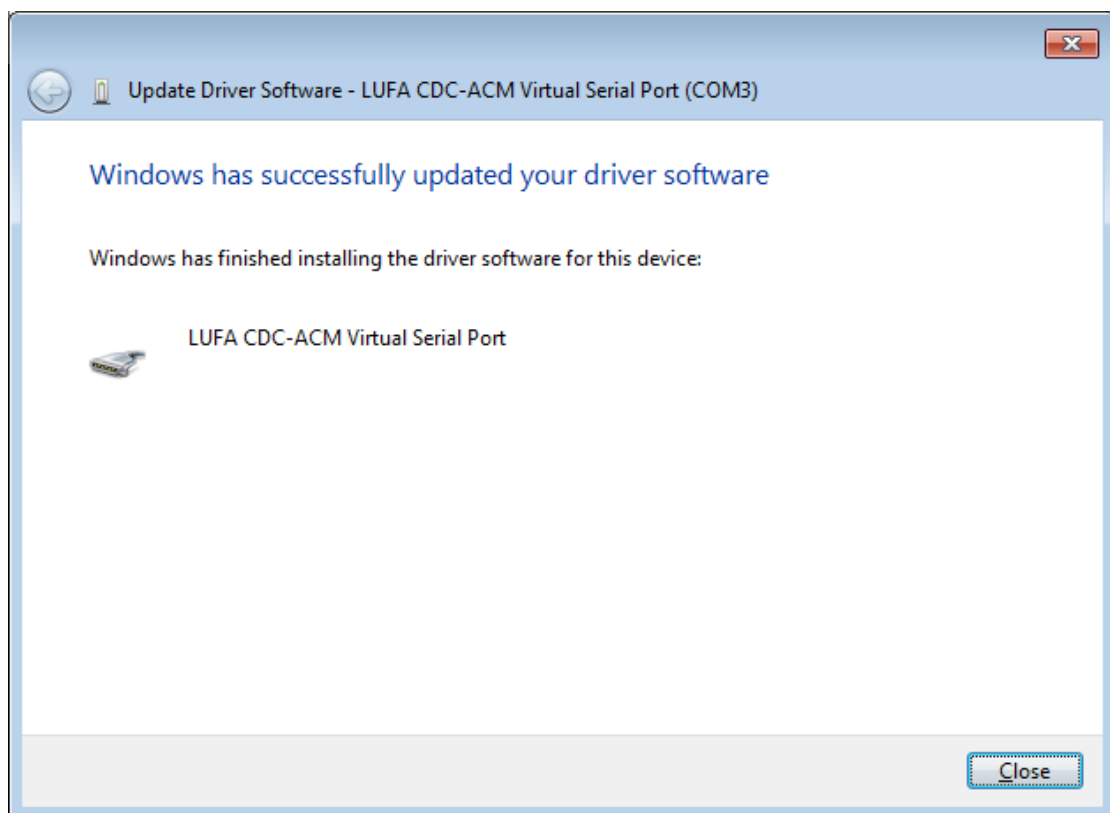 Update Driver Software - LUFA CDC-ACM Virtual Serial Port (COM3)
Windows has successfully updated your driver software
Windows has finished installing the driver software for this device:
LUFA CDC-ACM Virtual Serial Port
Close